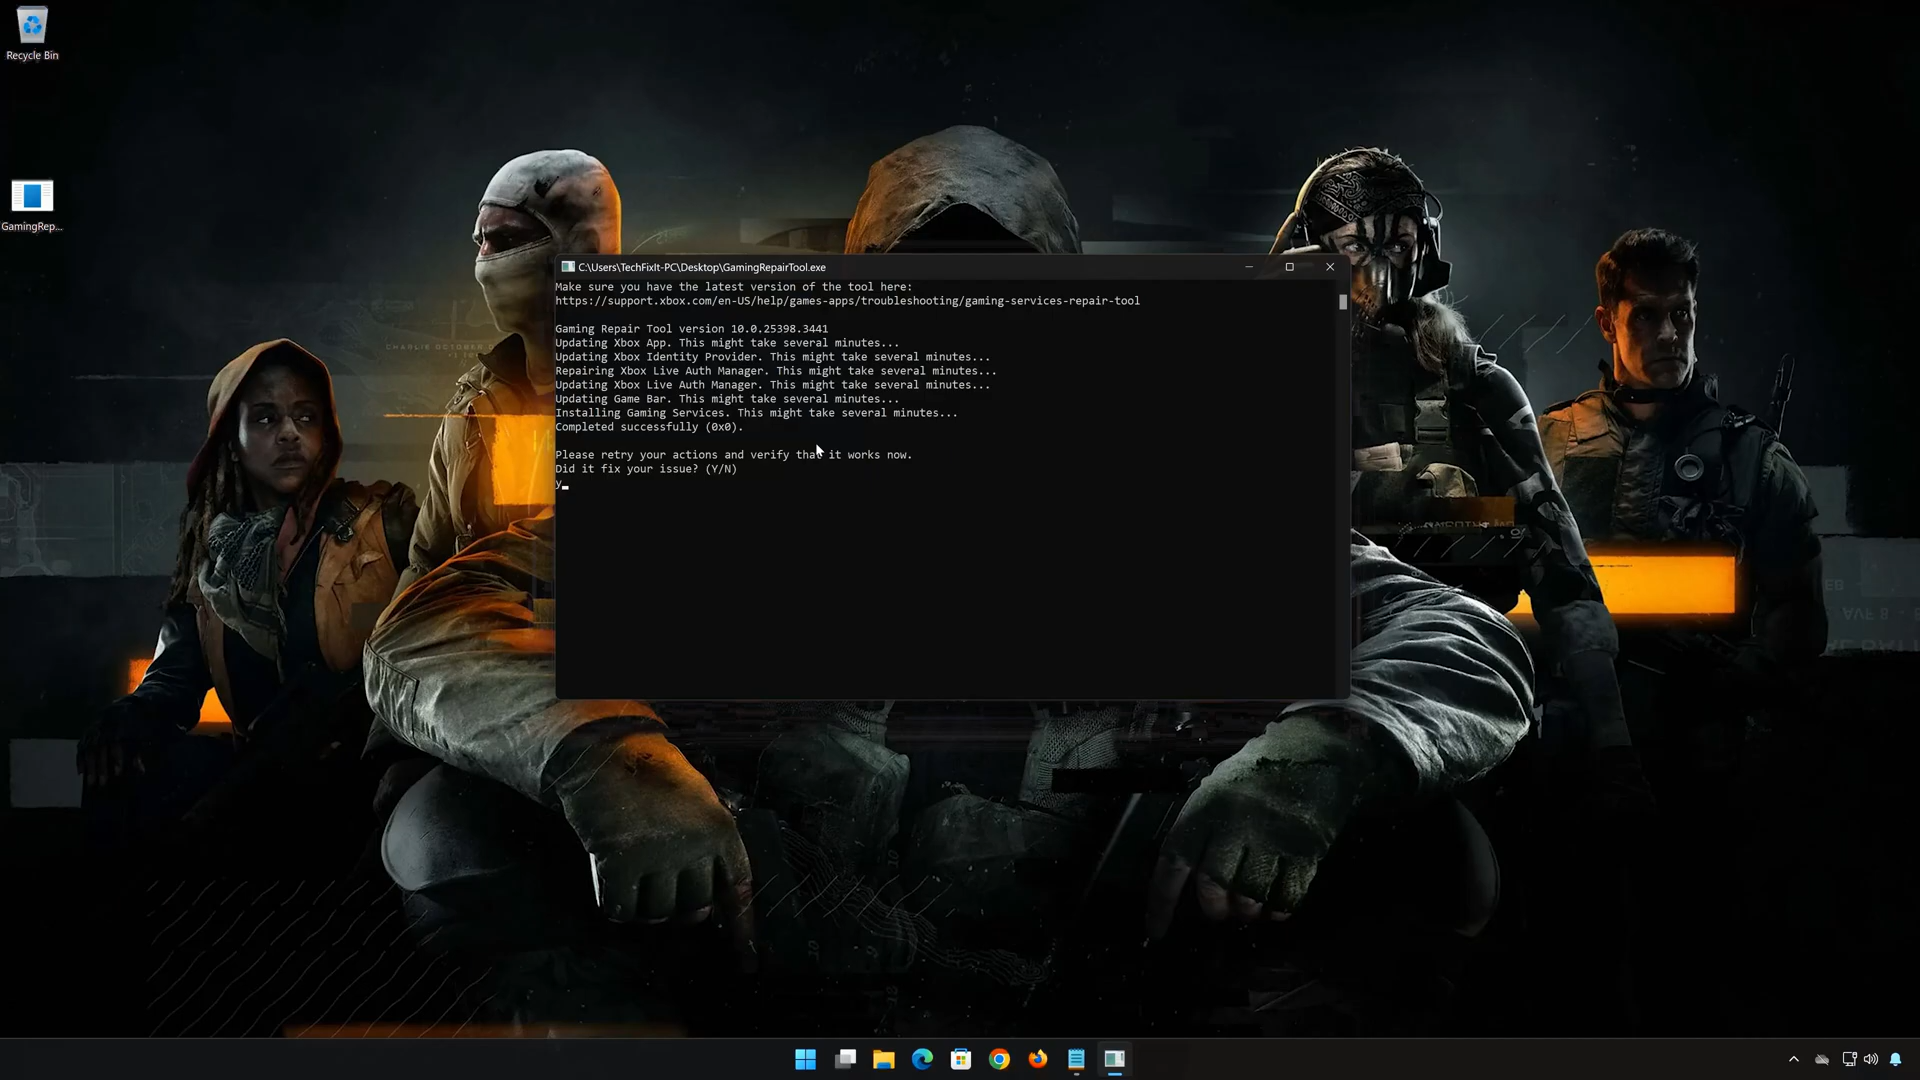 Recycle Bin
GamingRep...
C:\Users\TechFixIt-PC\Desktop\GamingRepairTool.exe
Make sure you have the latest version of the tool here:
https://support.xbox.com/en-US/help/games-apps/troubleshooting/gaming-services-repair-tool
Gaming Repair Tool version 10.0.25398.3441
Updating Xbox App. This might take several minutes...
Updating Xbox Identity Provider. This might take several minutes...
Repairing Xbox Live Auth Manager. This might take several minutes...
Updating Xbox Live Auth Manager. This might take several minutes...
Updating Game Bar. This might take several minutes...
Installing Gaming Services. This might take several minutes...
Completed successfully (0x0).
Please retry your actions and verify that it works now.
Did it fix your issue? (Y/N)
y